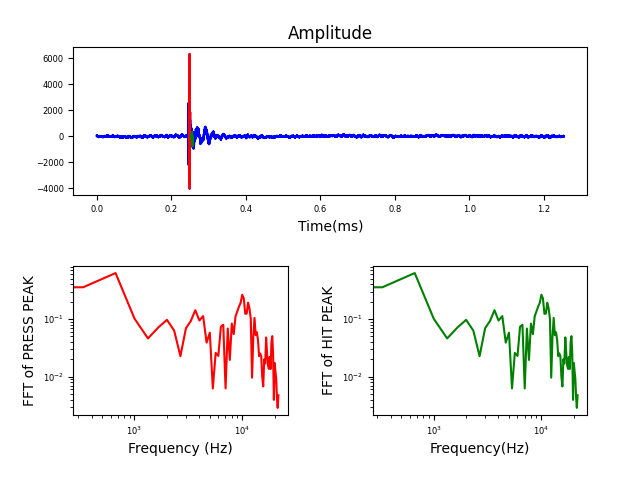 Amplitude
6000
4000
2000
0
−2000
−4000
0.0 0.2 0.4 0.6 0.8 1.0 1.2
Time(ms)
FFT of PRESS PEAK
10⁻¹
10⁻²
10³ 10⁴
Frequency (Hz)
FFT of HIT PEAK
10⁻¹
10⁻²
10³ 10⁴
Frequency(Hz)